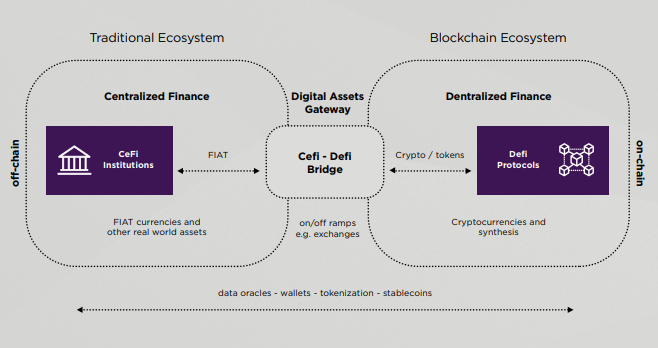 Traditional Ecosystem
Blockchain Ecosystem
Centralized Finance
Digital Assets
Gateway
Dentralized Finance
off-chain
CeFi
Institutions
FIAT
Cefi - Defi
Bridge
Crypto / tokens
Defi
Protocols
on-chain
FIAT currencies and
other real world assets
on/off ramps
e.g. exchanges
Cryptocurrencies and
synthesis
data oracles - wallets - tokenization - stablecoins